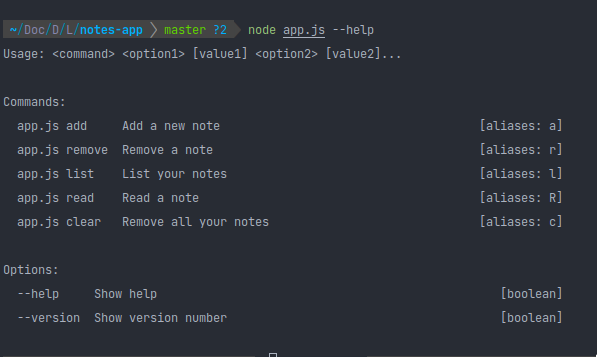 ~/Doc/D/L/notes-app master ?2 node app.js --help
Usage: <command> <option1> [value1] <option2> [value2]...
Commands:
app.js add Add a new note [aliases: a]
app.js remove Remove a note [aliases: r]
app.js list List your notes [aliases: l]
app.js read Read a note [aliases: R]
app.js clear Remove all your notes [aliases: c]
Options:
--help Show help [boolean]
--version Show version number [boolean]